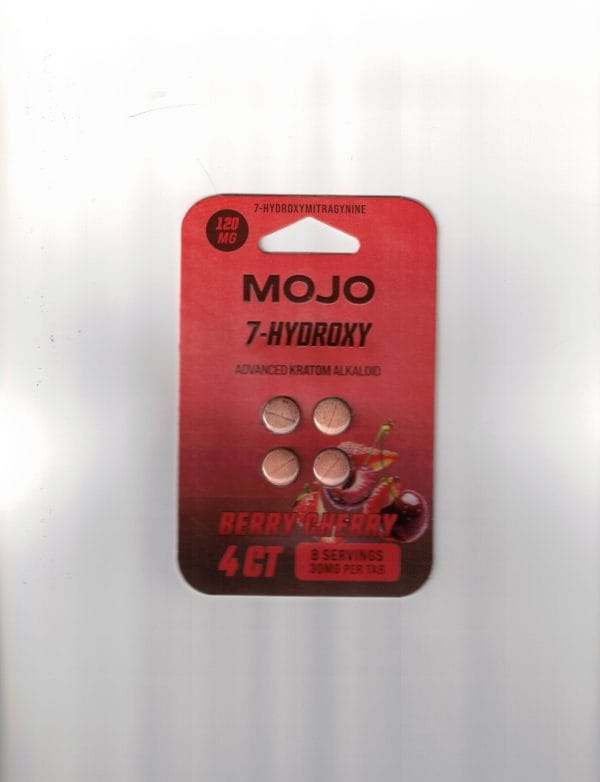 7-HYDROXYMITRAGYNINE
120
MG
MOJO
7-HYDROXY
ADVANCED KRATOM ALKALOID
BERRY CHERRY
4 CT
8 SERVINGS
30MG PER TAB